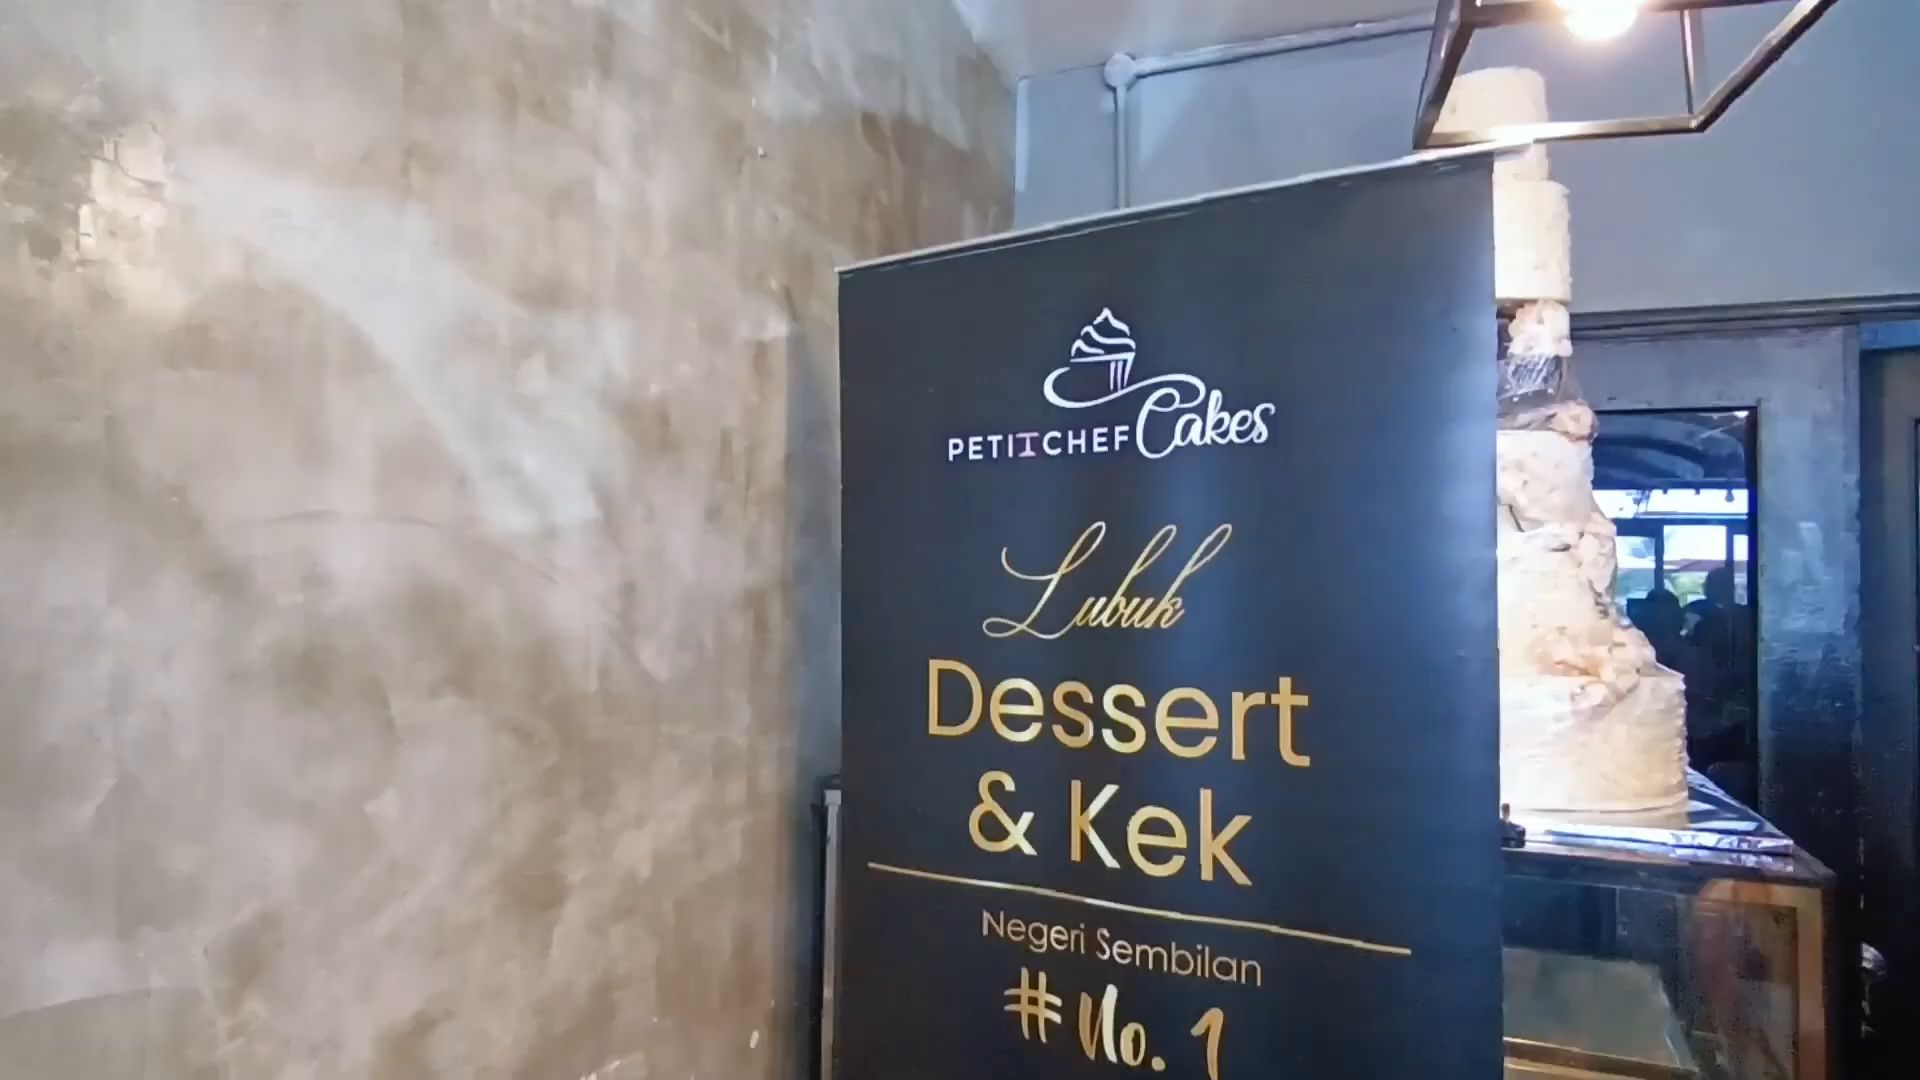 PETITCHEF Cakes
Lubuk
Dessert
& Kek
Negeri Sembilan
#No. 1